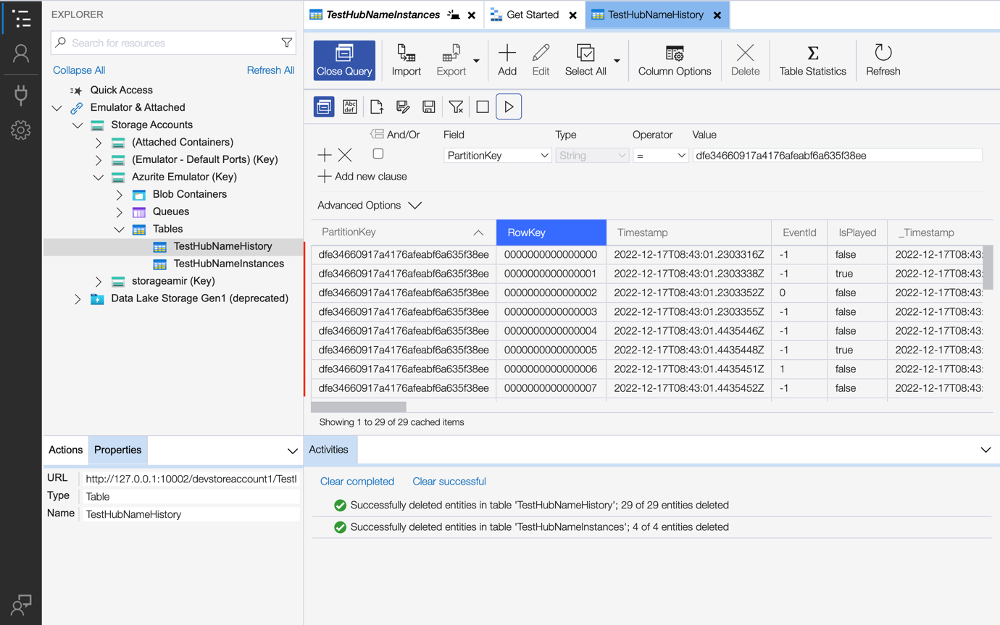 EXPLORER
Search for resources
Collapse All Refresh All
Quick Access
Emulator & Attached
Storage Accounts
(Attached Containers)
(Emulator - Default Ports) (Key)
Azurite Emulator (Key)
Blob Containers
Queues
Tables
TestHubNameHistory
TestHubNameInstances
storageamir (Key)
Data Lake Storage Gen1 (deprecated)
Actions Properties
URL http://127.0.0.1:10002/devstoreaccount1/Testl
Type Table
Name TestHubNameHistory
TestHubNameInstances Get Started TestHubNameHistory
Close Query Import Export Add Edit Select All Column Options Delete Table Statistics Refresh
Abc
def
And/Or Field Type Operator Value
PartitionKey String = dfe34660917a4176afeabf6a635f38ee
Add new clause
Advanced Options
PartitionKey RowKey Timestamp EventId IsPlayed _Timestamp
dfe34660917a4176afeabf6a635f38ee 0000000000000000 2022-12-17T08:43:01.2303316Z -1 false 2022-12-17T08:43:
dfe34660917a4176afeabf6a635f38ee 0000000000000001 2022-12-17T08:43:01.2303338Z -1 true 2022-12-17T08:43:
dfe34660917a4176afeabf6a635f38ee 0000000000000002 2022-12-17T08:43:01.2303352Z 0 false 2022-12-17T08:43:
dfe34660917a4176afeabf6a635f38ee 0000000000000003 2022-12-17T08:43:01.2303355Z -1 false 2022-12-17T08:43:
dfe34660917a4176afeabf6a635f38ee 0000000000000004 2022-12-17T08:43:01.4435446Z -1 false 2022-12-17T08:43:
dfe34660917a4176afeabf6a635f38ee 0000000000000005 2022-12-17T08:43:01.4435448Z -1 true 2022-12-17T08:43:
dfe34660917a4176afeabf6a635f38ee 0000000000000006 2022-12-17T08:43:01.4435451Z 1 false 2022-12-17T08:43:
dfe34660917a4176afeabf6a635f38ee 0000000000000007 2022-12-17T08:43:01.4435452Z -1 false 2022-12-17T08:43:
Showing 1 to 29 of 29 cached items
Activities
Clear completed Clear successful
Successfully deleted entities in table 'TestHubNameHistory'; 29 of 29 entities deleted
Successfully deleted entities in table 'TestHubNameInstances'; 4 of 4 entities deleted